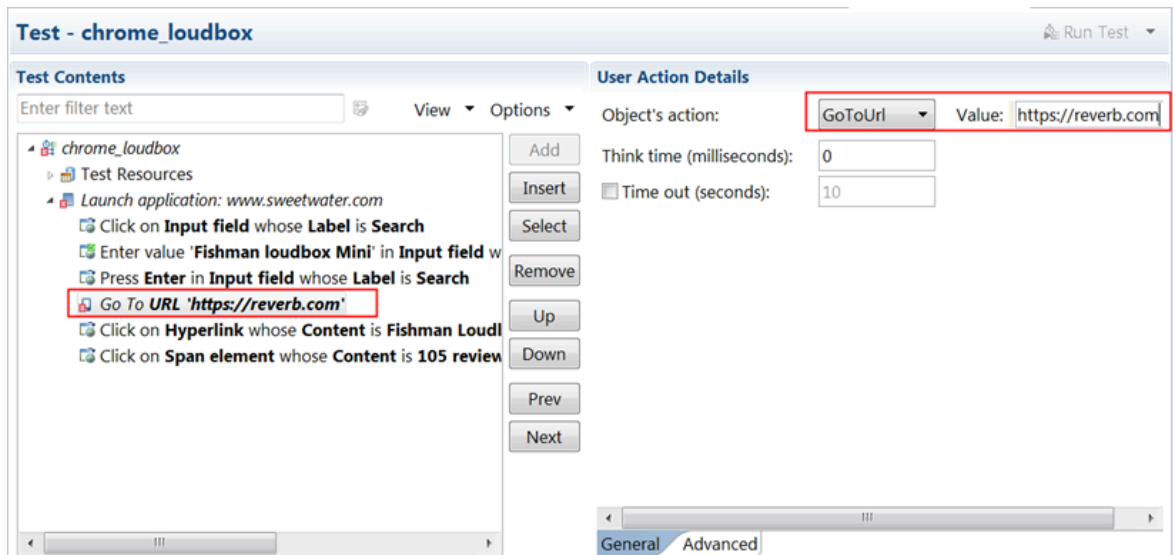 Test - chrome_loudbox
Run Test
Test Contents
Enter filter text
View
Options
chrome_loudbox
Test Resources
Launch application: www.sweetwater.com
Click on Input field whose Label is Search
Enter value 'Fishman loudbox Mini' in Input field w
Press Enter in Input field whose Label is Search
Go To URL 'https://reverb.com'
Click on Hyperlink whose Content is Fishman Loudl
Click on Span element whose Content is 105 review
Add
Insert
Select
Remove
Up
Down
Prev
Next
User Action Details
Object's action:
GoToUrl
Value:
https://reverb.com
Think time (milliseconds):
0
Time out (seconds):
10
General
Advanced